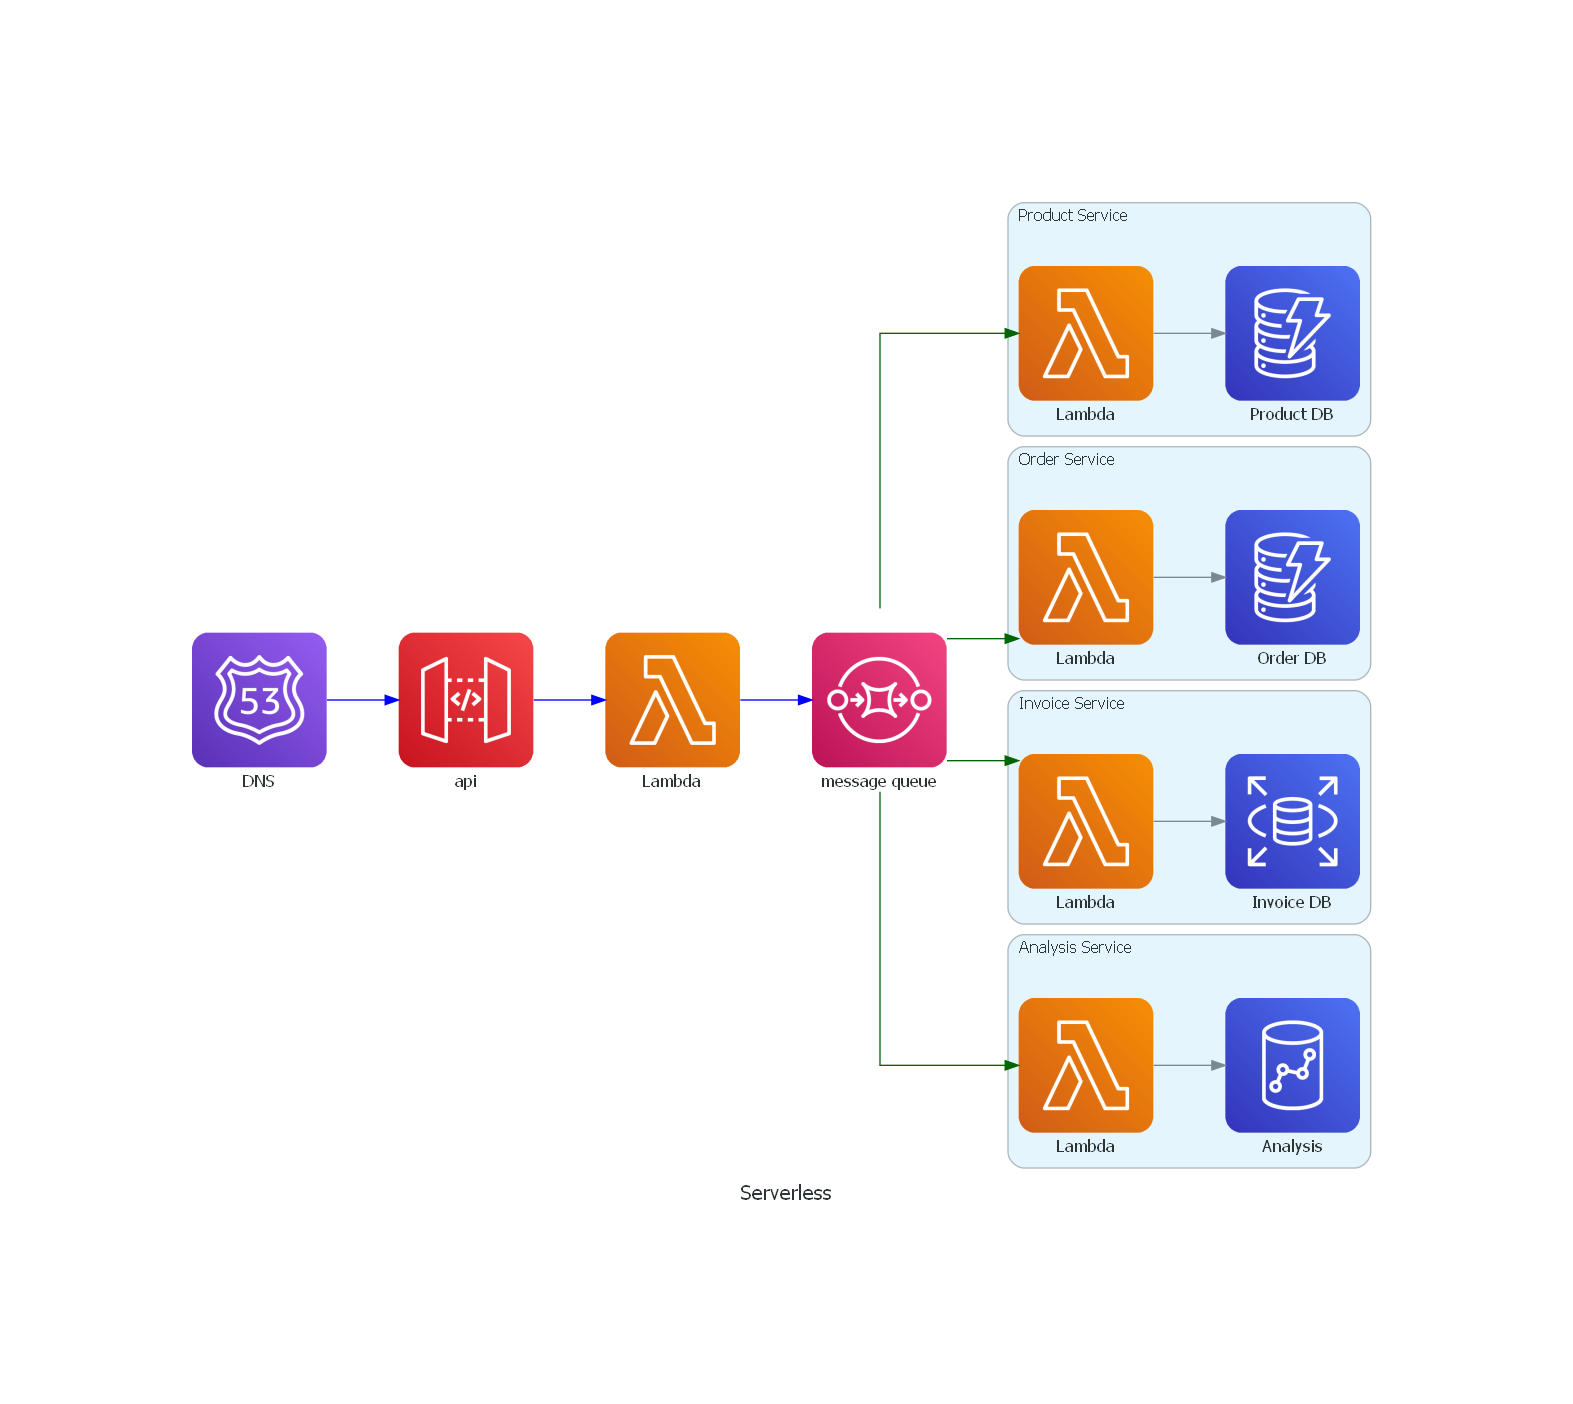 Product Service
Lambda
Product DB
Order Service
Lambda
Order DB
53
DNS
</>
api
Lambda
message queue
Invoice Service
Lambda
Invoice DB
Analysis Service
Lambda
Analysis
Serverless